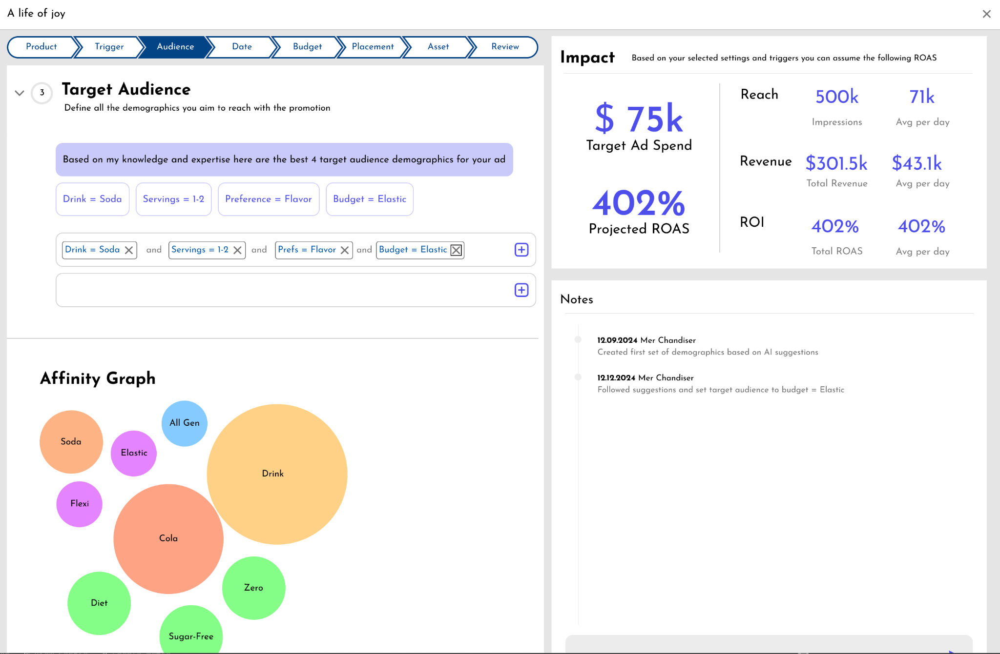 A life of joy
Product Trigger Audience Date Budget Placement Asset Review
3
Target Audience
Define all the demographics you aim to reach with the promotion
Based on my knowledge and expertise here are the best 4 target audience demographics for your ad
Drink = Soda Servings = 1-2 Preference = Flavor Budget = Elastic
Drink = Soda and Servings = 1-2 and Prefs = Flavor and Budget = Elastic
Affinity Graph
All Gen
Soda
Elastic
Drink
Flexi
Cola
Zero
Diet
Sugar-Free
Impact Based on your selected settings and triggers you can assume the following ROAS
$ 75k
Target Ad Spend
402%
Projected ROAS
Reach 500k 71k
Impressions Avg per day
Revenue $301.5k $43.1k
Total Revenue Avg per day
ROI 402% 402%
Total ROAS Avg per day
Notes
12.09.2024 Mer Chandiser
Created first set of demographics based on AI suggestions
12.12.2024 Mer Chandiser
Followed suggestions and set target audience to budget = Elastic